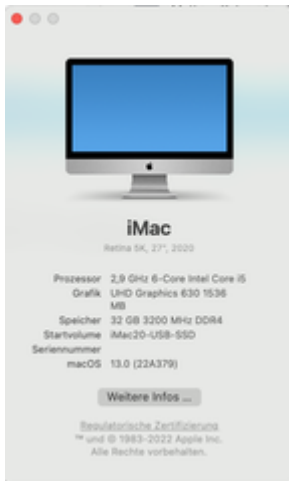 iMac
Retina 5K, 27", 2020
Prozessor 2,9 GHz 6-Core Intel Core i5
Grafik UHD Graphics 630 1536
MB
Speicher 32 GB 3200 MHz DDR4
Startvolume iMac20-USB-SSD
Seriennummer
macOS 13.0 (22A379)
Weitere Infos ...
Regulatorische Zertifizierung
™ und © 1983-2022 Apple Inc.
Alle Rechte vorbehalten.